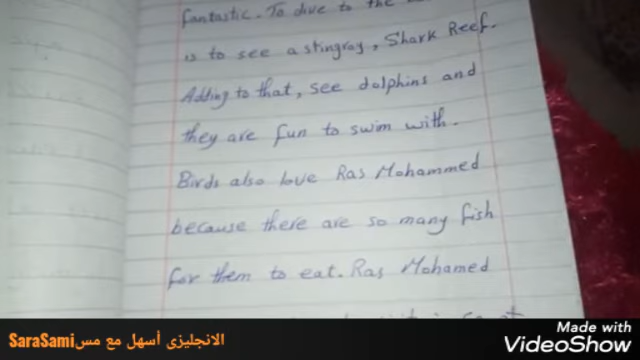 fantastic. To dive to the
is to see a stingray, Shark Reef.
Adding to that, see dolphins and
they are fun to swim with.
Birds also love Ras Mohammed
because there are so many fish
for them to eat. Ras Mohamed
الانجليزى أسهل مع مس SaraSami
Made with
VideoShow